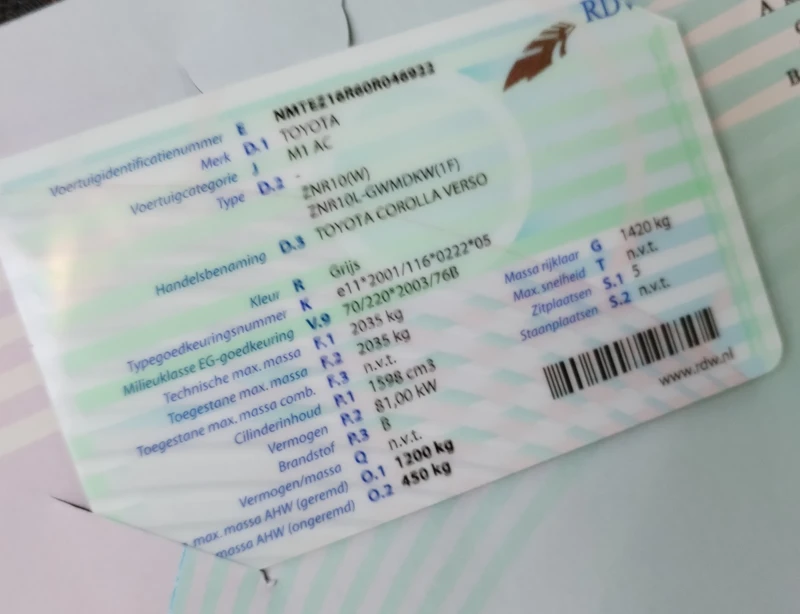 RDW
Voertuigidentificatienummer E NMTEZ16R60R046933
Merk D.1 TOYOTA
Voertuigcategorie J M1 AC
Type D.2 -
ZNR10(W)
ZNR10L-GWMDKW(1F)
Handelsbenaming D.3 TOYOTA COROLLA VERSO
Kleur R Grijs
Typegoedkeuringsnummer K e11*2001/116*0222*05
Milieuklasse EG-goedkeuring V.9 70/220*2003/76B
Technische max. massa F.1 2035 kg
Toegestane max. massa F.2 2035 kg
Toegestane max. massa comb. F.3 n.v.t.
Cilinderinhoud P.1 1598 cm3
Vermogen P.2 81,00 kW
Brandstof P.3 B
Vermogen/massa Q n.v.t.
max. massa AHW (geremd) O.1 1200 kg
massa AHW (ongeremd) O.2 450 kg
Massa rijklaar G 1420 kg
Max. snelheid T n.v.t.
Zitplaatsen S.1 5
Staanplaatsen S.2 n.v.t.
www.rdw.nl